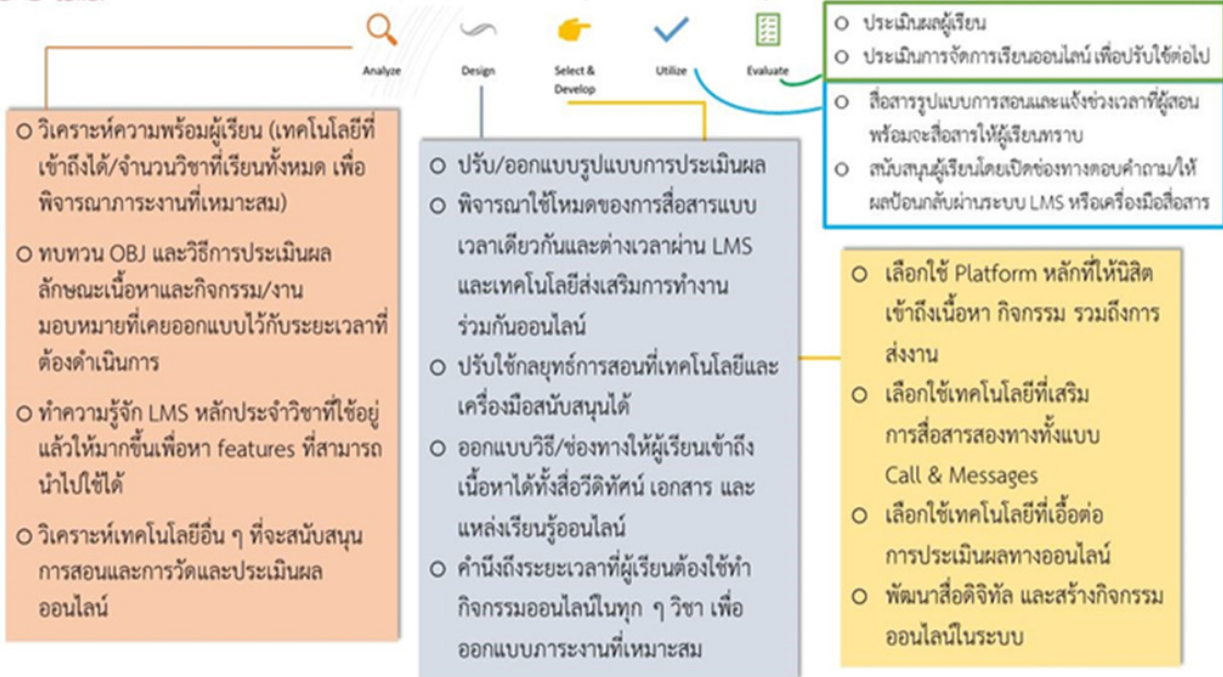 Analyze
Design
Select &
Develop
Utilize
Evaluate
○ ประเมินผลผู้เรียน
○ ประเมินการจัดการเรียนออนไลน์ เพื่อปรับใช้ต่อไป
○ สื่อสารรูปแบบการสอนและแจ้งช่วงเวลาที่ผู้สอน
พร้อมจะสื่อสารให้ผู้เรียนทราบ
○ สนับสนุนผู้เรียนโดยเปิดช่องทางตอบคำถาม/ให้
ผลป้อนกลับผ่านระบบ LMS หรือเครื่องมือสื่อสาร
○ วิเคราะห์ความพร้อมผู้เรียน (เทคโนโลยีที่
เข้าถึงได้/จำนวนวิชาที่เรียนทั้งหมด เพื่อ
พิจารณาภาระงานที่เหมาะสม)
○ ทบทวน OBJ และวิธีการประเมินผล
ลักษณะเนื้อหาและกิจกรรม/งาน
มอบหมายที่เคยออกแบบไว้กับระยะเวลาที่
ต้องดำเนินการ
○ ทำความรู้จัก LMS หลักประจำวิชาที่ใช้อยู่
แล้วให้มากขึ้นเพื่อหา features ที่สามารถ
นำไปใช้ได้
○ วิเคราะห์เทคโนโลยีอื่น ๆ ที่จะสนับสนุน
การสอนและการวัดและประเมินผล
ออนไลน์
○ ปรับ/ออกแบบรูปแบบการประเมินผล
○ พิจารณาใช้โหมดของการสื่อสารแบบ
เวลาเดียวกันและต่างเวลาผ่าน LMS
และเทคโนโลยีส่งเสริมการทำงาน
ร่วมกันออนไลน์
○ ปรับใช้กลยุทธ์การสอนที่เทคโนโลยีและ
เครื่องมือสนับสนุนได้
○ ออกแบบวิธี/ช่องทางให้ผู้เรียนเข้าถึง
เนื้อหาได้ทั้งสื่อวีดิทัศน์ เอกสาร และ
แหล่งเรียนรู้ออนไลน์
○ คำนึงถึงระยะเวลาที่ผู้เรียนต้องใช้ทำ
กิจกรรมออนไลน์ในทุก ๆ วิชา เพื่อ
ออกแบบภาระงานที่เหมาะสม
○ เลือกใช้ Platform หลักที่ให้นิสิต
เข้าถึงเนื้อหา กิจกรรม รวมถึงการ
ส่งงาน
○ เลือกใช้เทคโนโลยีที่เสริม
การสื่อสารสองทางทั้งแบบ
Call & Messages
○ เลือกใช้เทคโนโลยีที่เอื้อต่อ
การประเมินผลทางออนไลน์
○ พัฒนาสื่อดิจิทัล และสร้างกิจกรรม
ออนไลน์ในระบบ